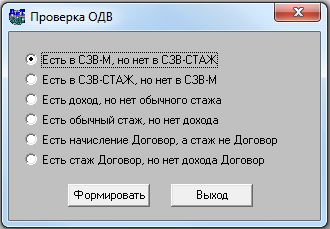 Проверка ОДВ
Есть в СЗВ-М, но нет в СЗВ-СТАЖ
Есть в СЗВ-СТАЖ, но нет в СЗВ-М
Есть доход, но нет обычного стажа
Есть обычный стаж, но нет дохода
Есть начисление Договор, а стаж не Договор
Есть стаж Договор, но нет дохода Договор
Формировать Выход